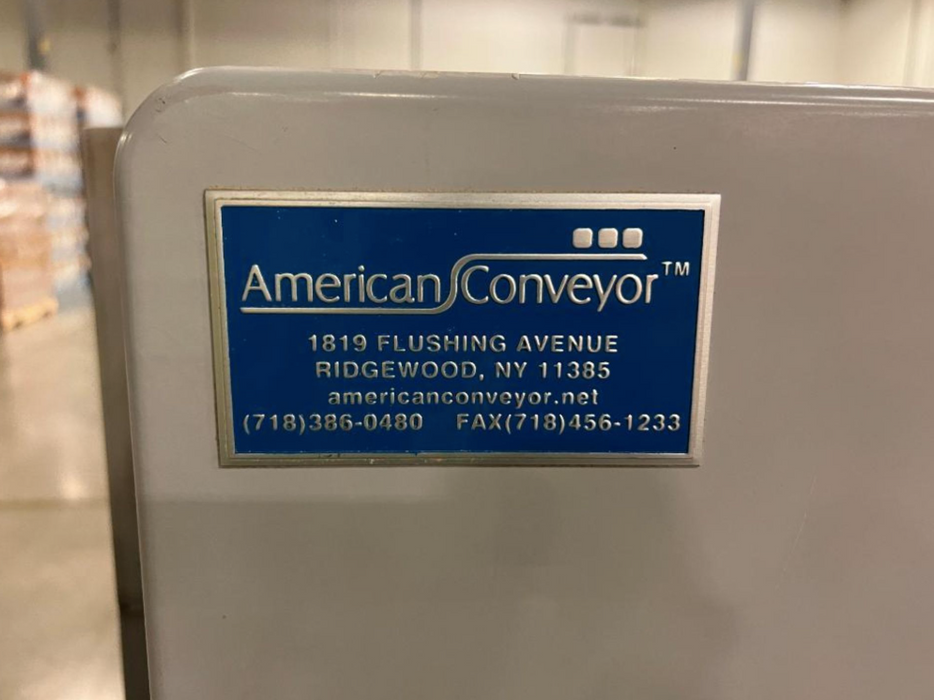 American Conveyor™
1819 FLUSHING AVENUE
RIDGEWOOD, NY 11385
americanconveyor.net
(718)386-0480 FAX(718)456-1233